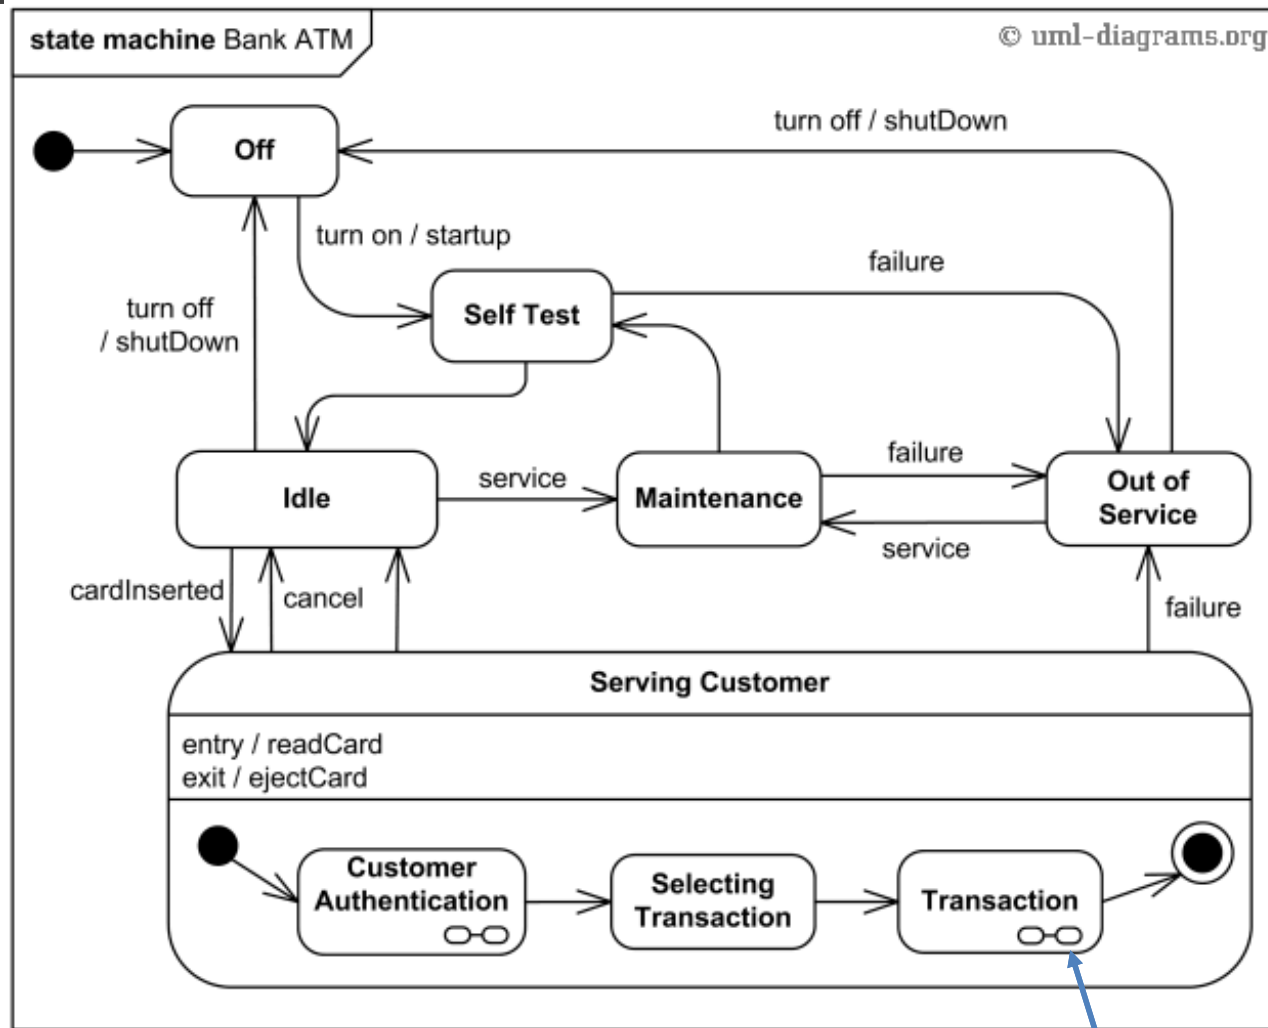 state machine Bank ATM
© uml-diagrams.org
turn off / shutDown
Off
turn on / startup
failure
turn off
/ shutDown
Self Test
Idle
service
Maintenance
failure
service
Out of
Service
cardInserted
cancel
failure
Serving Customer
entry / readCard
exit / ejectCard
Customer
Authentication
Selecting
Transaction
Transaction